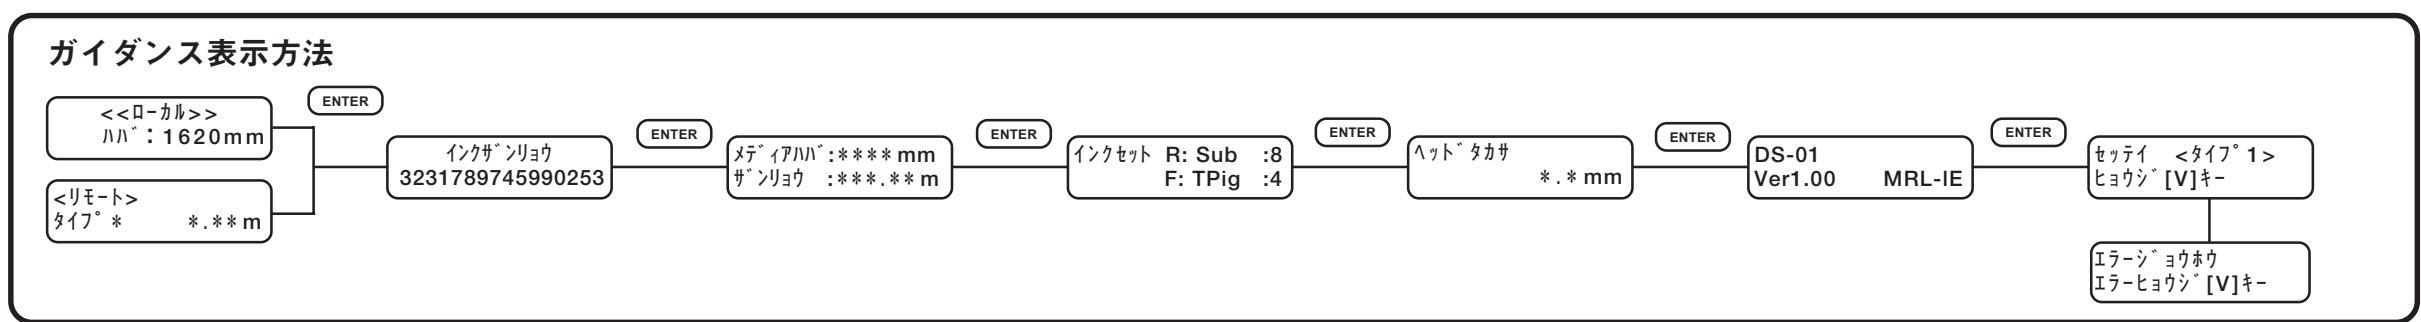 ガイダンス表示方法
<<ﾛｰｶﾙ>>
ﾊﾊﾞ:1620mm
<ﾘﾓｰﾄ>
ﾀｲﾌﾟ* *.**m
ENTER
ｲﾝｸｻﾞﾝﾘｮｳ
3231789745990253
ENTER
ﾒﾃﾞｨｱﾊﾊﾞ:****mm
ｻﾞﾝﾘｮｳ :***.**m
ENTER
ｲﾝｸｾｯﾄ R: Sub :8
F: TPig :4
ENTER
ﾍｯﾄﾞﾀｶｻ
*.*mm
ENTER
DS-01
Ver1.00 MRL-IE
ENTER
ｾｯﾃｲ <ﾀｲﾌﾟ1>
ﾋｮｳｼﾞ[V]ｷｰ
ｴﾗｰｼﾞｮｳﾎｳ
ｴﾗｰﾋｮｳｼﾞ[V]ｷｰ